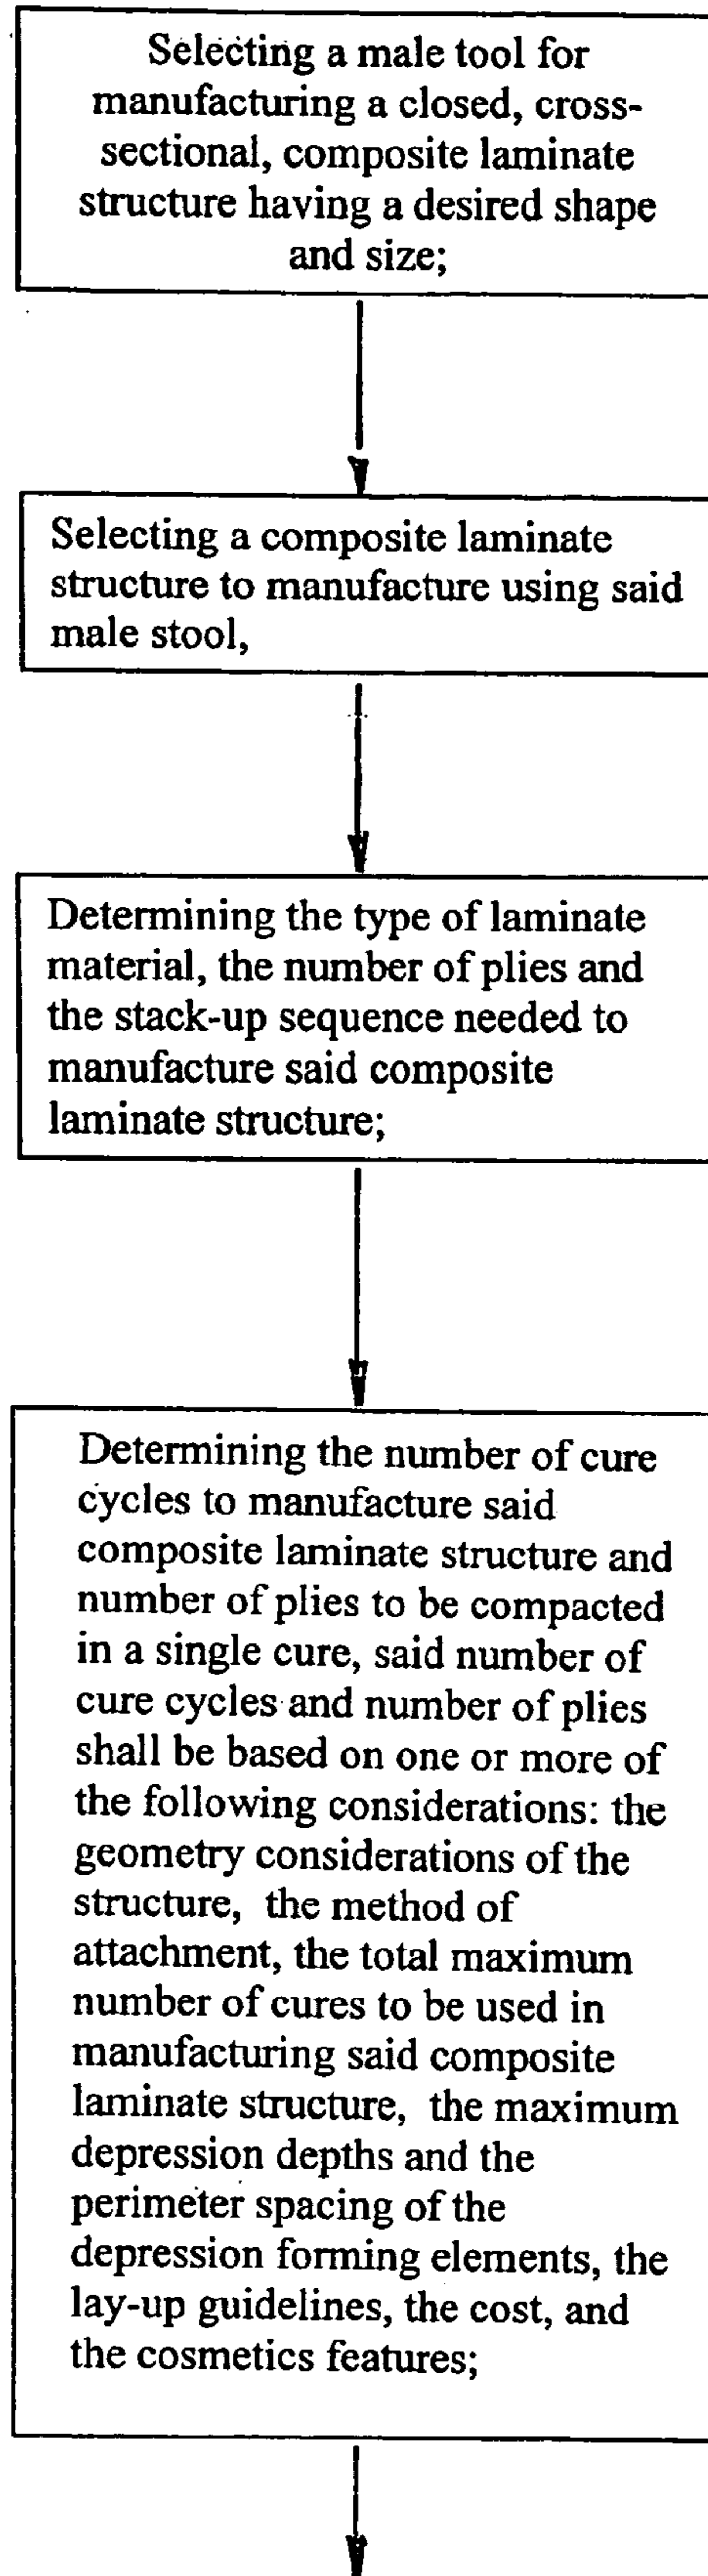 Selecting a male tool for
manufacturing a closed, cross-
sectional, composite laminate
structure having a desired shape
and size;
Selecting a composite laminate
structure to manufacture using said
male stool,
Determining the type of laminate
material, the number of plies and
the stack-up sequence needed to
manufacture said composite
laminate structure;
Determining the number of cure
cycles to manufacture said
composite laminate structure and
number of plies to be compacted
in a single cure, said number of
cure cycles and number of plies
shall be based on one or more of
the following considerations: the
geometry considerations of the
structure, the method of
attachment, the total maximum
number of cures to be used in
manufacturing said composite
laminate structure, the maximum
depression depths and the
perimeter spacing of the
depression forming elements, the
lay-up guidelines, the cost, and
the cosmetics features;